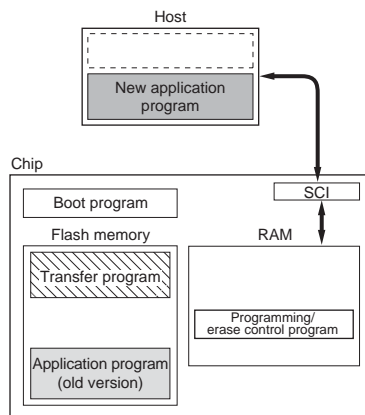 Host
New application
program
Chip
SCI
Boot program
Flash memory
RAM
Transfer program
Programming/
erase control program
Application program
(old version)